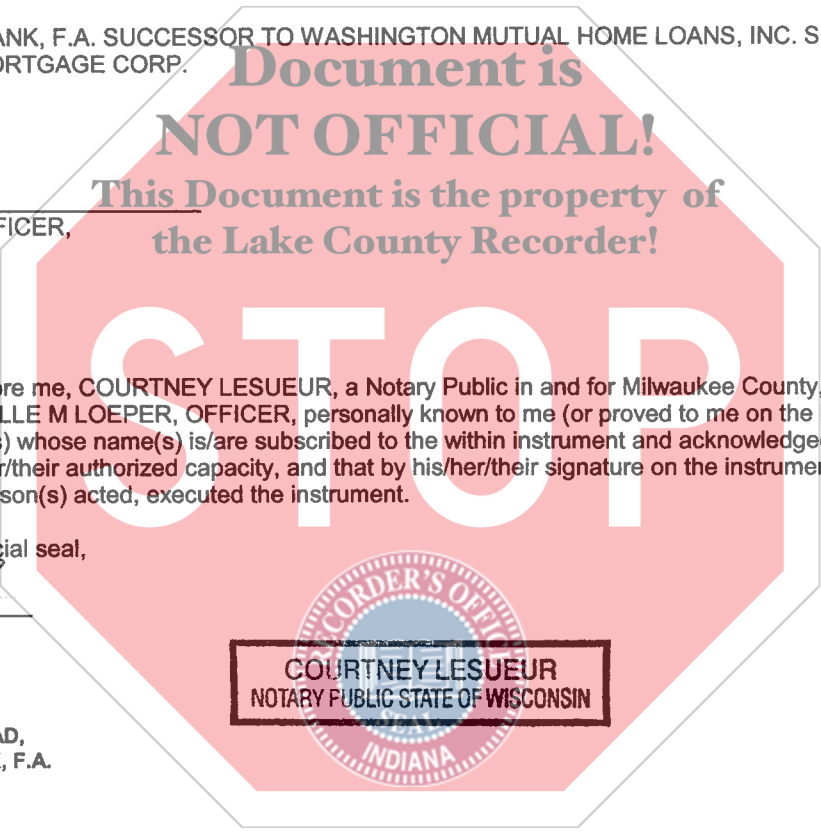 ANK, F.A. SUCCESSOR TO WASHINGTON MUTUAL HOME LOANS, INC. S
ORTGAGE CORP.
Document is
NOT OFFICIAL!
This Document is the property of
the Lake County Recorder!
FICER,
STOP
ore me, COURTNEY LESUEUR, a Notary Public in and for Milwaukee County,
LLE M LOEPER, OFFICER, personally known to me (or proved to me on the
s) whose name(s) is/are subscribed to the within instrument and acknowledge
r/their authorized capacity, and that by his/her/their signature on the instrumen
son(s) acted, executed the instrument.
cial seal,
RECORDER'S OFFICE
COURTNEY LESUEUR
NOTARY PUBLIC STATE OF WISCONSIN
SEAL
INDIANA
AD,
, F.A.